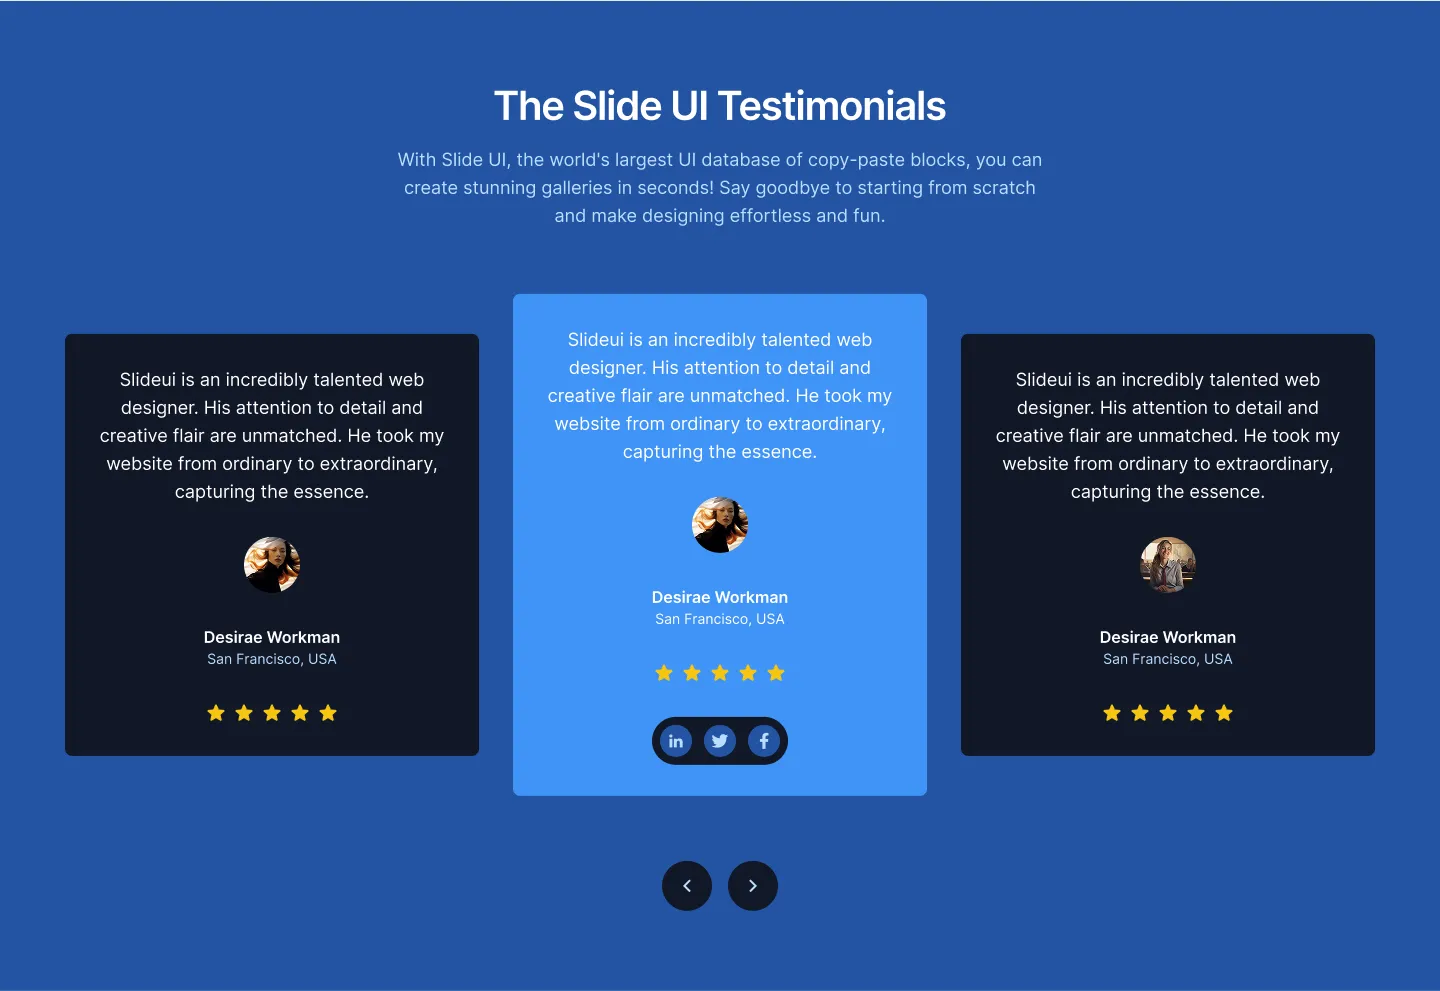 The Slide UI Testimonials
With Slide UI, the world's largest UI database of copy-paste blocks, you can
create stunning galleries in seconds! Say goodbye to starting from scratch
and make designing effortless and fun.
Slideui is an incredibly talented web
designer. His attention to detail and
creative flair are unmatched. He took my
website from ordinary to extraordinary,
capturing the essence.
Desirae Workman
San Francisco, USA
Slideui is an incredibly talented web
designer. His attention to detail and
creative flair are unmatched. He took my
website from ordinary to extraordinary,
capturing the essence.
Desirae Workman
San Francisco, USA
in
Slideui is an incredibly talented web
designer. His attention to detail and
creative flair are unmatched. He took my
website from ordinary to extraordinary,
capturing the essence.
Desirae Workman
San Francisco, USA